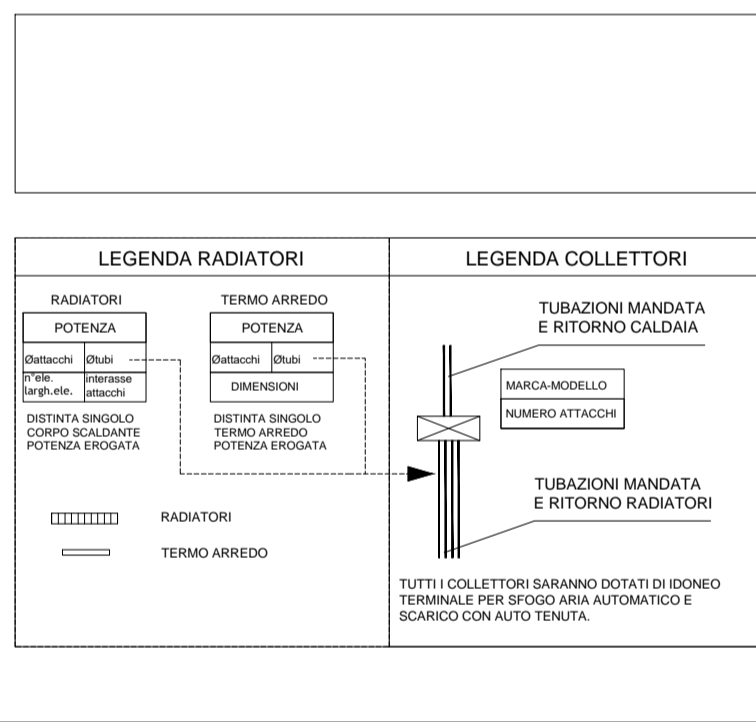 LEGENDA RADIATORI
RADIATORI
POTENZA
Øattacchi Øtubi
n°ele. interasse
largh.ele. attacchi
DISTINTA SINGOLO
CORPO SCALDANTE
POTENZA EROGATA
TERMO ARREDO
POTENZA
Øattacchi Øtubi
DIMENSIONI
DISTINTA SINGOLO
TERMO ARREDO
POTENZA EROGATA
RADIATORI
TERMO ARREDO
LEGENDA COLLETTORI
TUBAZIONI MANDATA
E RITORNO CALDAIA
MARCA-MODELLO
NUMERO ATTACCHI
TUBAZIONI MANDATA
E RITORNO RADIATORI
TUTTI I COLLETTORI SARANNO DOTATI DI IDONEO
TERMINALE PER SFOGO ARIA AUTOMATICO E
SCARICO CON AUTO TENUTA.